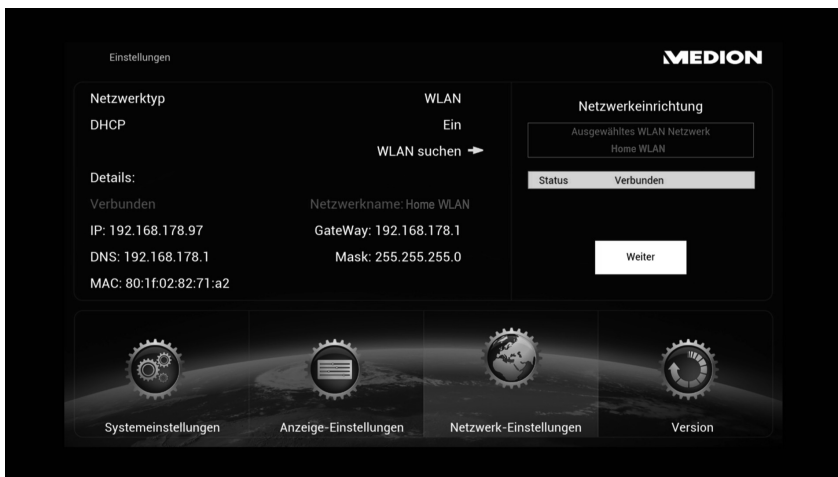 Einstellungen
MEDION
Netzwerktyp WLAN
DHCP Ein
WLAN suchen
Details:
Verbunden Netzwerkname: Home WLAN
IP: 192.168.178.97 GateWay: 192.168.178.1
DNS: 192.168.178.1 Mask: 255.255.255.0
MAC: 80:1f:02:82:71:a2
Netzwerkeinrichtung
Ausgewähltes WLAN Netzwerk
Home WLAN
Status Verbunden
Weiter
Systemeinstellungen
Anzeige-Einstellungen
Netzwerk-Einstellungen
Version